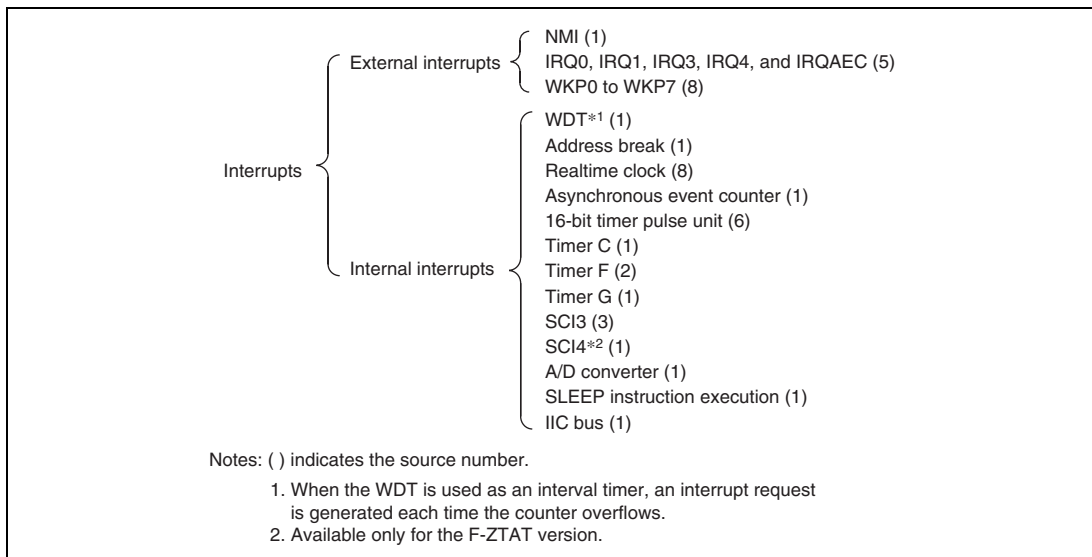 Interrupts
External interrupts
NMI (1)
IRQ0, IRQ1, IRQ3, IRQ4, and IRQAEC (5)
WKP0 to WKP7 (8)
Internal interrupts
WDT*1 (1)
Address break (1)
Realtime clock (8)
Asynchronous event counter (1)
16-bit timer pulse unit (6)
Timer C (1)
Timer F (2)
Timer G (1)
SCI3 (3)
SCI4*2 (1)
A/D converter (1)
SLEEP instruction execution (1)
IIC bus (1)
Notes: ( ) indicates the source number.
1. When the WDT is used as an interval timer, an interrupt request
is generated each time the counter overflows.
2. Available only for the F-ZTAT version.